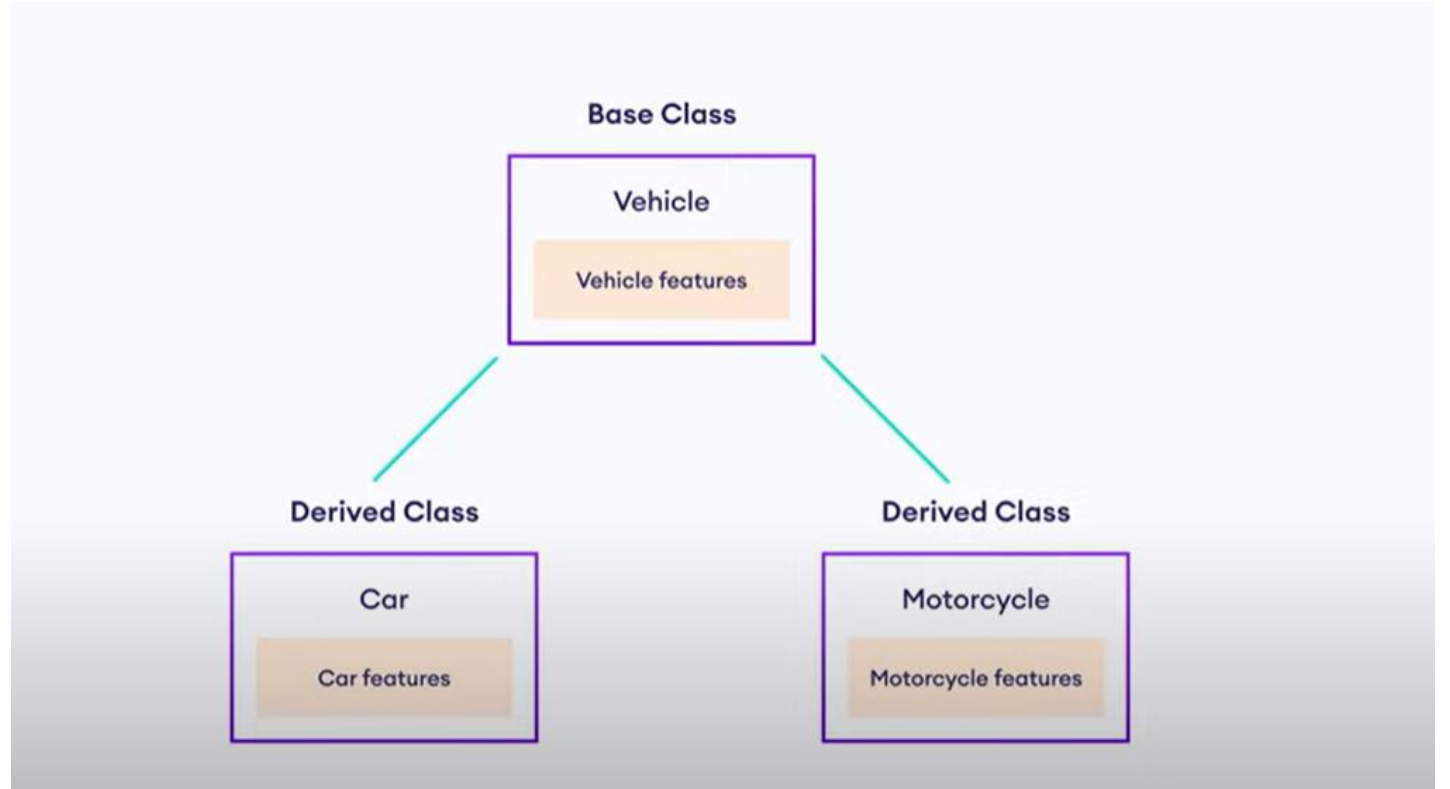 Base Class
Vehicle
Vehicle features
Derived Class
Car
Car features
Derived Class
Motorcycle
Motorcycle features